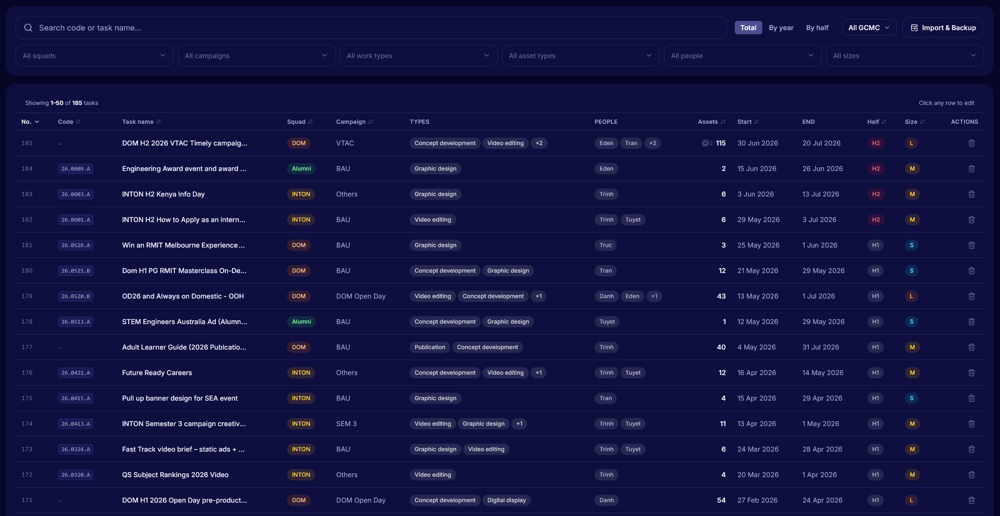 Search code or task name...
Total By year By half All GCMC Import & Backup
All squads All campaigns All work types All asset types All people All sizes
Showing 1–50 of 185 tasks Click any row to edit
No. Code Task name Squad Campaign TYPES PEOPLE Assets Start END Half Size ACTIONS
185 – DOM H2 2026 VTAC Timely campaig... DOM VTAC Concept development Video editing +2 Eden Tran +2 2 115 30 Jun 2026 20 Jul 2026 H2 L
184 26.0609.A Engineering Award event and award ... Alumni BAU Graphic design Eden 2 15 Jun 2026 26 Jun 2026 H2 M
183 26.0603.A INTON H2 Kenya Info Day INTON Others Graphic design Trinh 6 3 Jun 2026 13 Jul 2026 H2 M
182 26.0601.A INTON H2 How to Apply as an intern... INTON BAU Video editing Trinh Tuyet 6 29 May 2026 3 Jul 2026 H2 M
181 26.0526.A Win an RMIT Melbourne Experience... DOM BAU Graphic design Truc 3 25 May 2026 1 Jun 2026 H1 S
180 26.0521.B Dom H1 PG RMIT Masterclass On-De... DOM BAU Concept development Graphic design Tran 12 21 May 2026 29 May 2026 H1 S
179 26.0520.B OD26 and Always on Domestic - OOH DOM DOM Open Day Video editing Concept development +1 Danh Eden +1 43 13 May 2026 1 Jul 2026 H1 L
178 26.0513.A STEM Engineers Australia Ad (Alumn... Alumni BAU Concept development Graphic design Tuyet 1 12 May 2026 29 May 2026 H1 S
177 – Adult Learner Guide (2026 Publcatio... DOM BAU Publication Concept development Trinh 40 4 May 2026 31 Jul 2026 H1 M
176 26.0421.A Future Ready Careers INTON Others Concept development Video editing +1 Trinh Tuyet 12 16 Apr 2026 14 May 2026 H1 M
175 26.0415.A Pull up banner design for SEA event INTON BAU Graphic design Tran 4 15 Apr 2026 29 Apr 2026 H1 S
174 26.0413.A INTON Semester 3 campaign creativ... INTON SEM 3 Video editing Graphic design +1 Trinh Tuyet 11 13 Apr 2026 1 May 2026 H1 M
173 26.0324.A Fast Track video brief – static ads + ... INTON BAU Graphic design Video editing Trinh Tuyet 6 24 Mar 2026 28 Apr 2026 H1 M
172 26.0320.A QS Subject Rankings 2026 Video INTON Others Video editing Trinh 4 20 Mar 2026 1 Apr 2026 H1 M
171 – DOM H1 2026 Open Day pre-product... DOM DOM Open Day Concept development Digital display Danh 54 27 Feb 2026 24 Apr 2026 H1 L